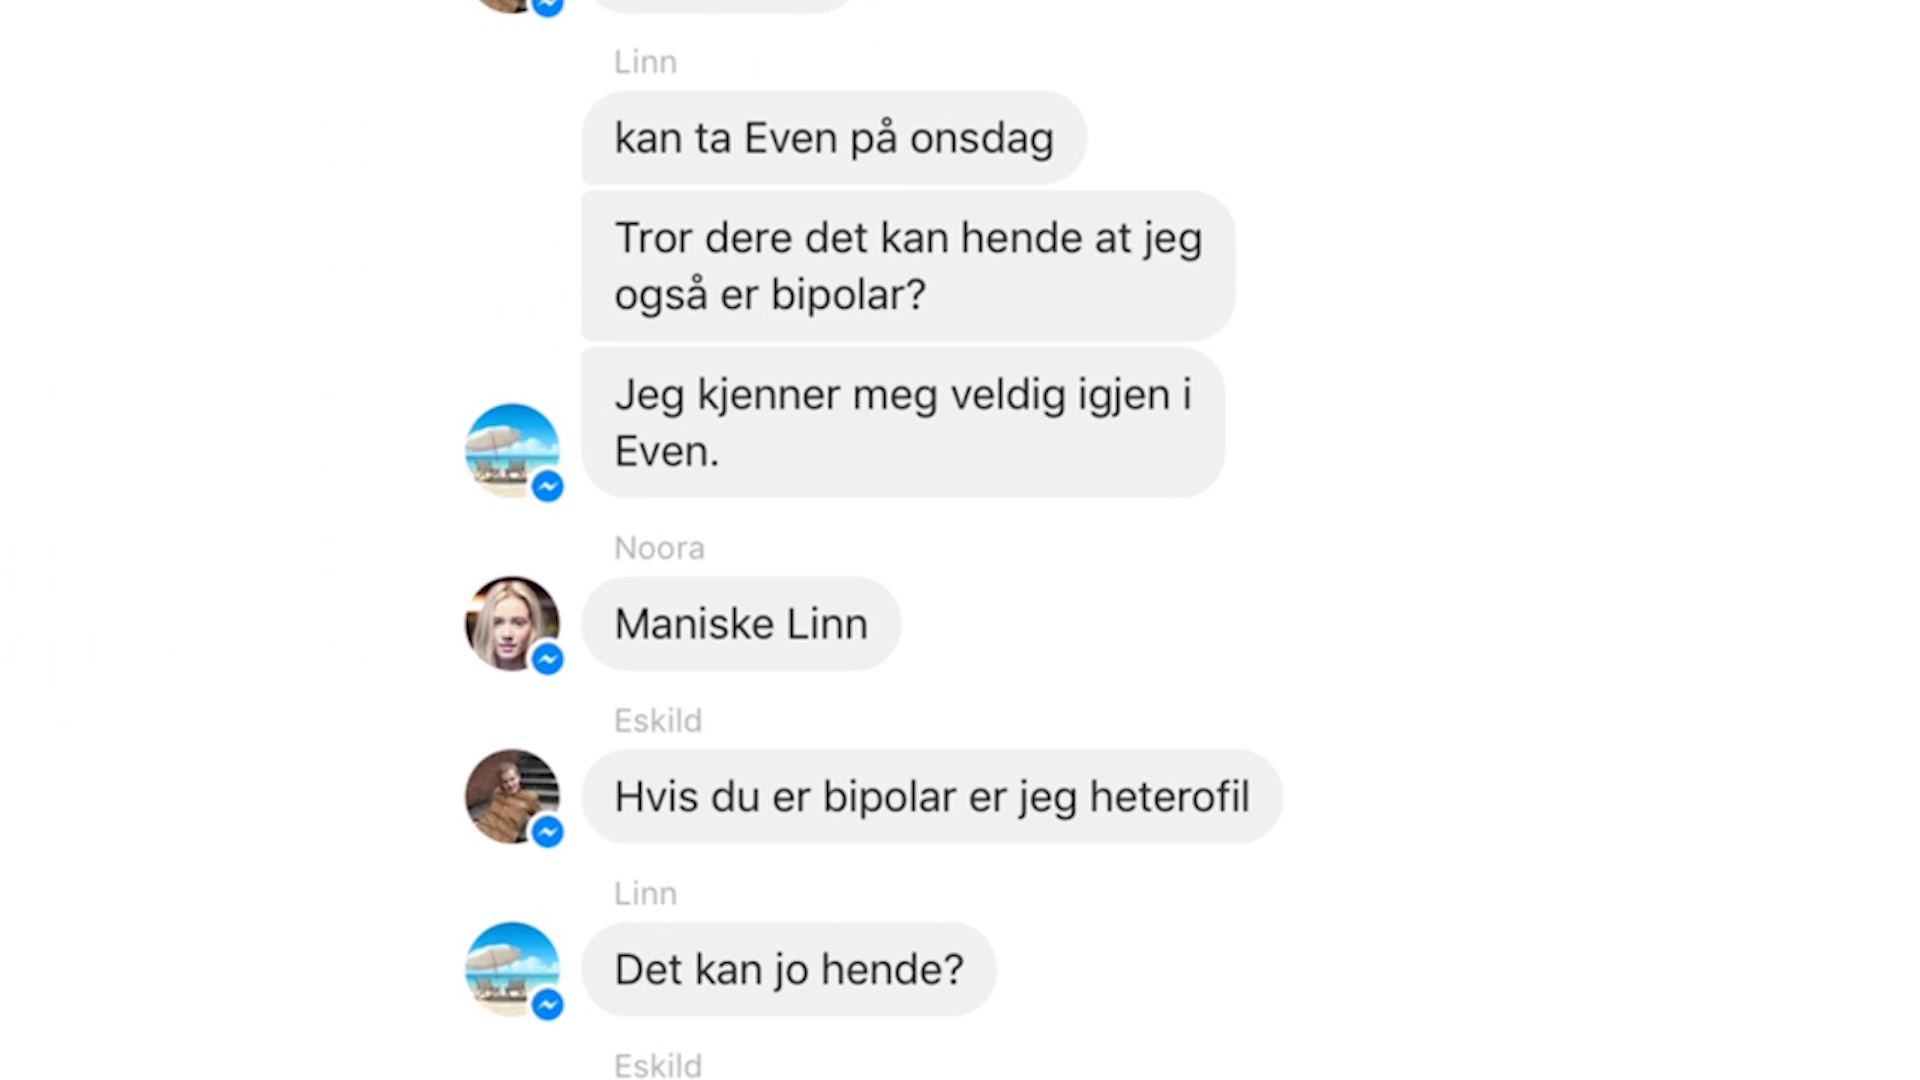 Linn
kan ta Even på onsdag
Tror dere det kan hende at jeg
også er bipolar?
Jeg kjenner meg veldig igjen i
Even.
Noora
Maniske Linn
Eskild
Hvis du er bipolar er jeg heterofil
Linn
Det kan jo hende?
Eskild